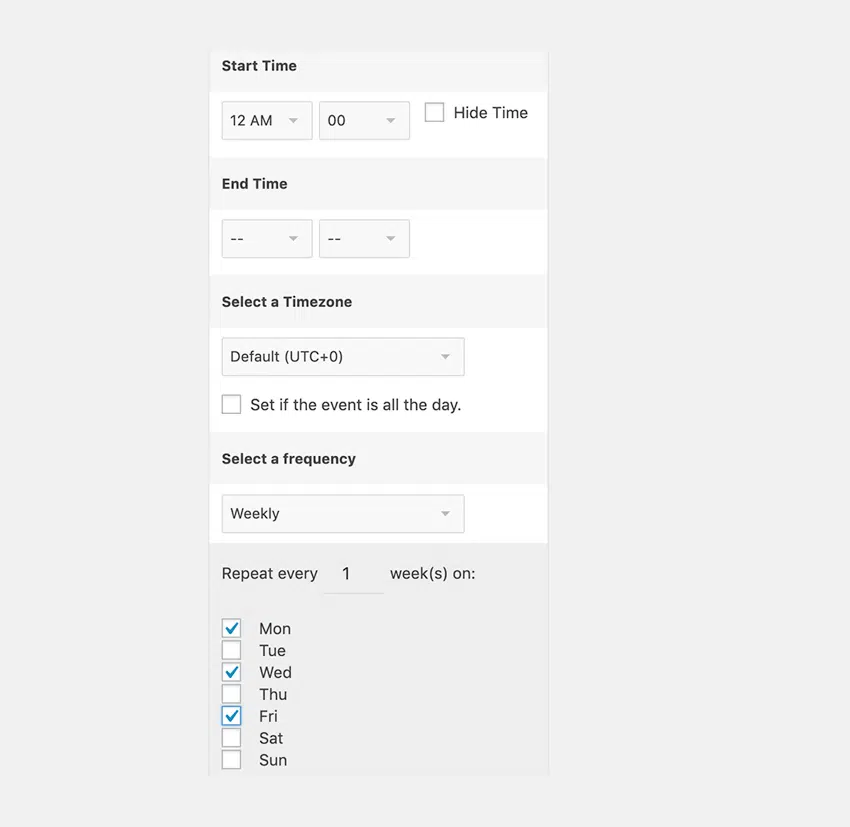 Start Time
12 AM 00 Hide Time
End Time
-- --
Select a Timezone
Default (UTC+0)
Set if the event is all the day.
Select a frequency
Weekly
Repeat every 1 week(s) on:
Mon
Tue
Wed
Thu
Fri
Sat
Sun